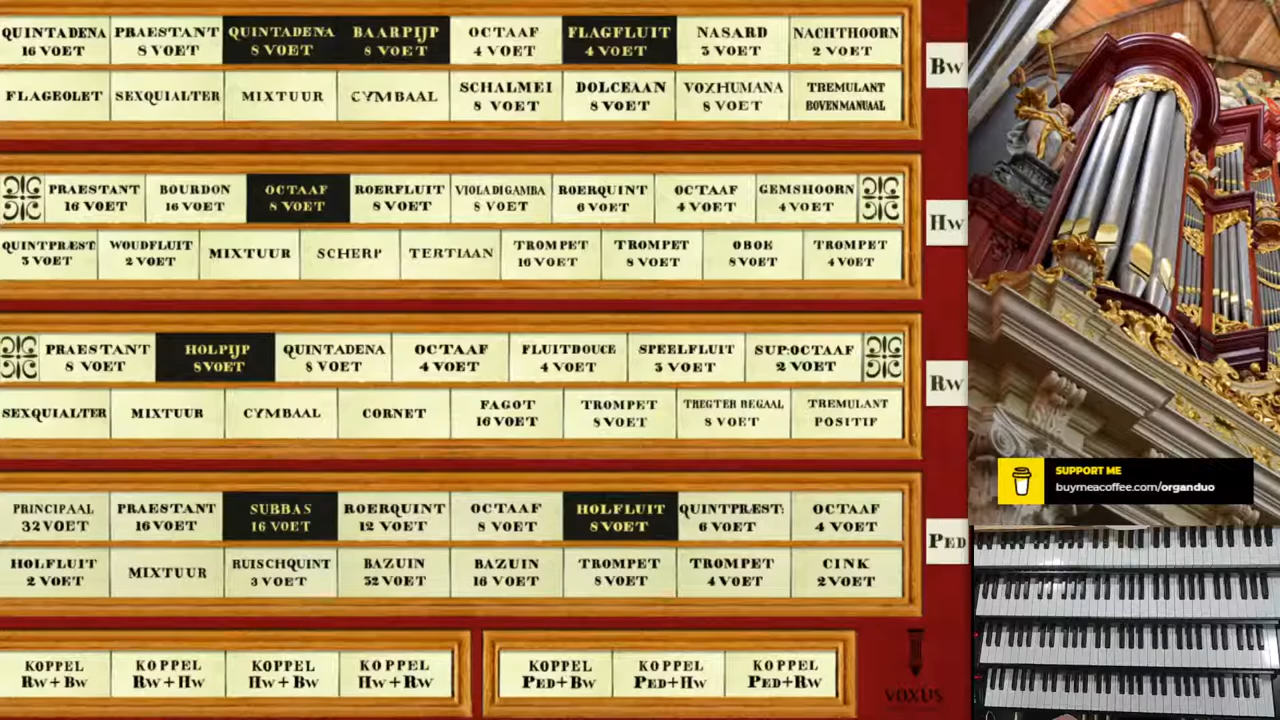 QUINTADENA PRAESTANT QUINTADENA BAARPIJP OCTAAF FLAGFLUIT NASARD NACHTHOORN
16 VOET 8 VOET 8 VOET 8 VOET 4 VOET 4 VOET 3 VOET 2 VOET
BW
FLAGEOLET SEXQUIALTER MIXTUUR CYMBAAL SCHALMEI DOLCEAAN VOXHUMANA TREMULANT
8 VOET 8 VOET 8 VOET BOVENMANUAAL
PRAESTANT BOURDON OCTAAF ROERFLUIT VIOLADIGAMBA ROERQUINT OCTAAF GEMSHOORN
16 VOET 16 VOET 8 VOET 8 VOET 8 VOET 6 VOET 4 VOET 4 VOET
HW
QUINTPREST WOUDFLUIT MIXTUUR SCHERP TERTIAAN TROMPET TROMPET OBOE TROMPET
3 VOET 2 VOET 16 VOET 8 VOET 8 VOET 4 VOET
PRAESTANT HOLPIJP QUINTADENA OCTAAF FLUITDOUCE SPEELFLUIT SUP:OCTAAF
8 VOET 8 VOET 8 VOET 4 VOET 4 VOET 3 VOET 2 VOET
RW
SEXQUIALTER MIXTUUR CYMBAAL CORNET FAGOT TROMPET TREGTER REGAAL TREMULANT
16 VOET 8 VOET 8 VOET POSITIF
SUPPORT ME
buymeacoffee.com/organduo
PRINCIPAAL PRAESTANT SUBBAS ROERQUINT OCTAAF HOLFLUIT QUINTPRÆST: OCTAAF
32 VOET 16 VOET 16 VOET 12 VOET 8 VOET 8 VOET 6 VOET 4 VOET
PED
HOLFLUIT MIXTUUR RUISCHQUINT BAZUIN BAZUIN TROMPET TROMPET CINK
2 VOET 3 VOET 32 VOET 16 VOET 8 VOET 4 VOET 2 VOET
KOPPEL KOPPEL KOPPEL KOPPEL KOPPEL KOPPEL KOPPEL
RW+BW RW+HW HW+BW HW+RW PED+BW PED+HW PED+RW
VOXUS